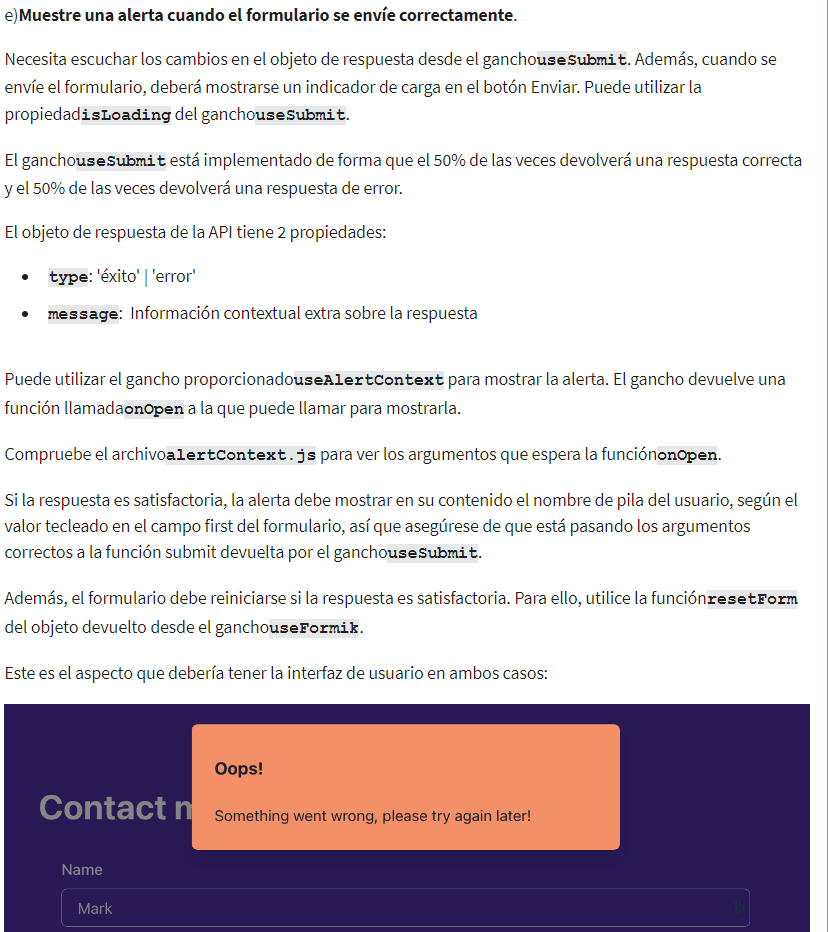 e)Muestre una alerta cuando el formulario se envíe correctamente.
Necesita escuchar los cambios en el objeto de respuesta desde el ganchouseSubmit. Además, cuando se
envíe el formulario, deberá mostrarse un indicador de carga en el botón Enviar. Puede utilizar la
propiedadisLoading del ganchouseSubmit.
El ganchouseSubmit está implementado de forma que el 50% de las veces devolverá una respuesta correcta
y el 50% de las veces devolverá una respuesta de error.
El objeto de respuesta de la API tiene 2 propiedades:
• type: 'éxito' | 'error'
• message: Información contextual extra sobre la respuesta
Puede utilizar el gancho proporcionadouseAlertContext para mostrar la alerta. El gancho devuelve una
función llamadaonOpen a la que puede llamar para mostrarla.
Compruebe el archivoalertContext.js para ver los argumentos que espera la funciónonOpen.
Si la respuesta es satisfactoria, la alerta debe mostrar en su contenido el nombre de pila del usuario, según el
valor tecleado en el campo first del formulario, así que asegúrese de que está pasando los argumentos
correctos a la función submit devuelta por el ganchouseSubmit.
Además, el formulario debe reiniciarse si la respuesta es satisfactoria. Para ello, utilice la funciónresetForm
del objeto devuelto desde el ganchouseFormik.
Este es el aspecto que debería tener la interfaz de usuario en ambos casos:
Oops!
Contact m
Something went wrong, please try again later!
Name
Mark